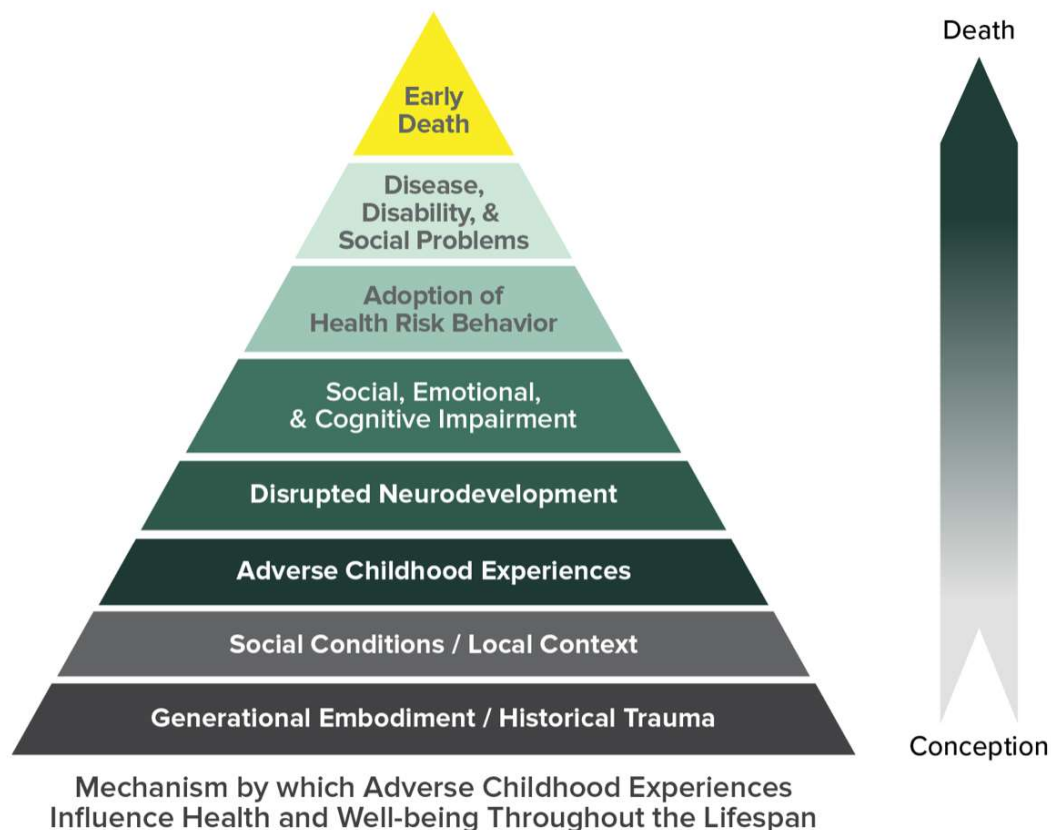 Death
Early
Death
Disease,
Disability, &
Social Problems
Adoption of
Health Risk Behavior
Social, Emotional,
& Cognitive Impairment
Disrupted Neurodevelopment
Adverse Childhood Experiences
Social Conditions / Local Context
Generational Embodiment / Historical Trauma
Conception
Mechanism by which Adverse Childhood Experiences
Influence Health and Well-being Throughout the Lifespan